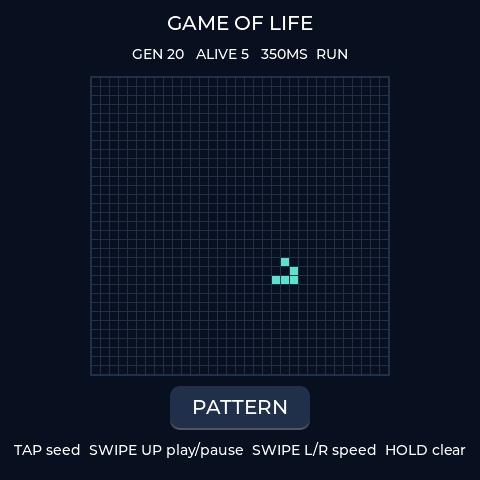 GAME OF LIFE
GEN 20 ALIVE 5 350MS RUN
PATTERN
TAP seed SWIPE UP play/pause SWIPE L/R speed HOLD clear